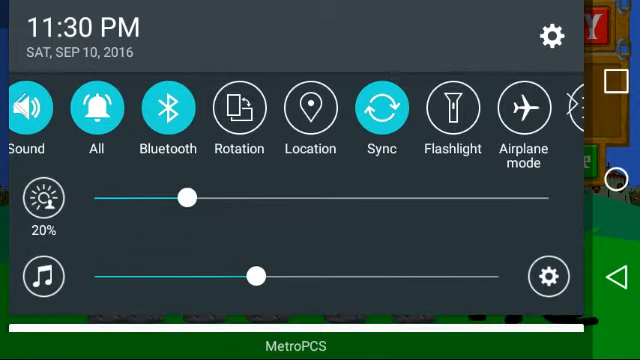 11:30 PM
SAT, SEP 10, 2016
Sound
All
Bluetooth
Rotation
Location
Sync
Flashlight
Airplane
mode
20%
MetroPCS